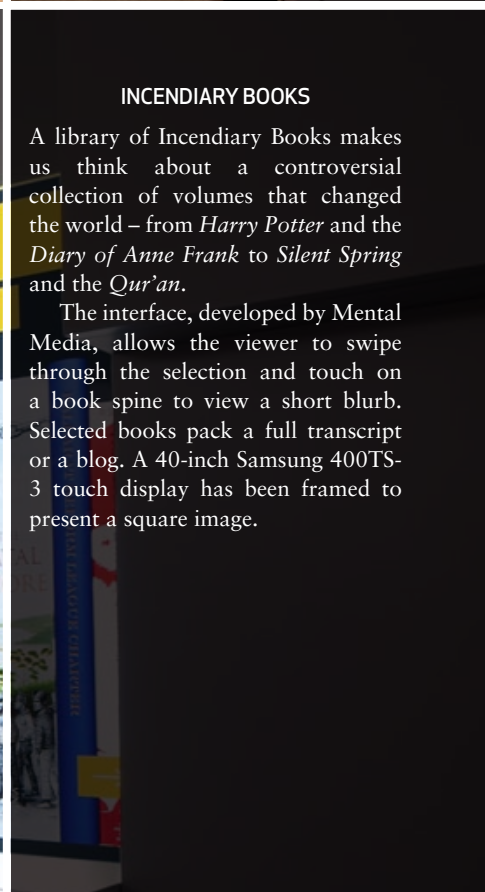 INCENDIARY BOOKS
A library of Incendiary Books makes
us think about a controversial
collection of volumes that changed
the world – from Harry Potter and the
Diary of Anne Frank to Silent Spring
and the Qur’an.
The interface, developed by Mental
Media, allows the viewer to swipe
through the selection and touch on
a book spine to view a short blurb.
Selected books pack a full transcript
or a blog. A 40-inch Samsung 400TS-
3 touch display has been framed to
present a square image.